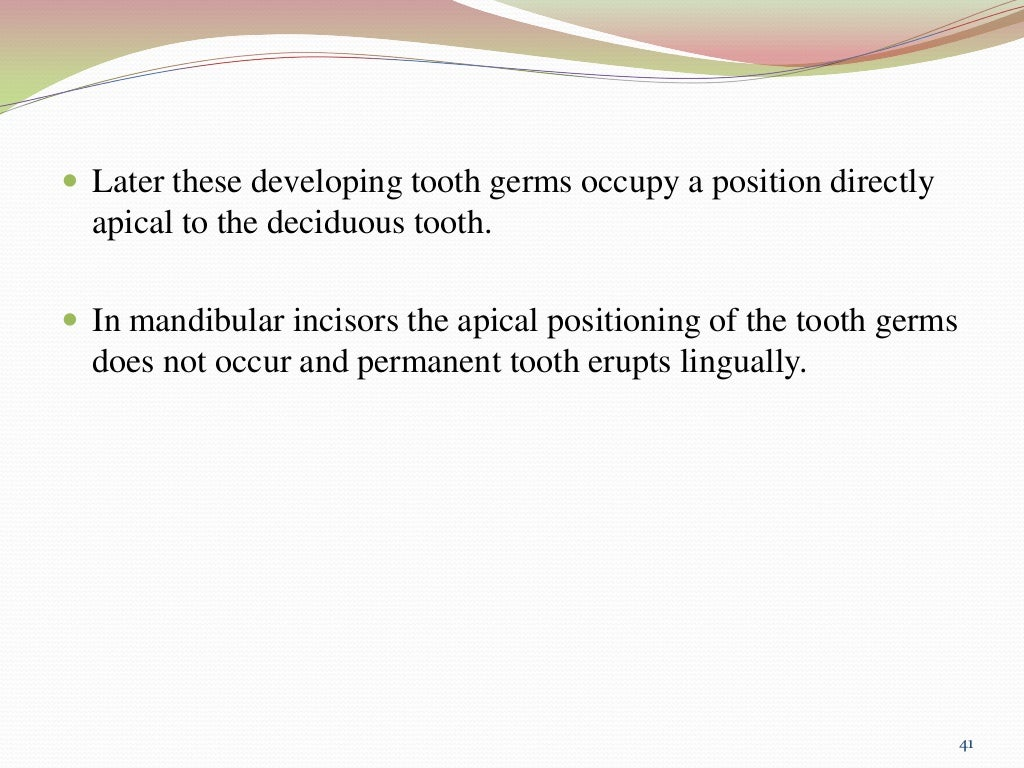 Later these developing tooth germs occupy a position directly
apical to the deciduous tooth.
In mandibular incisors the apical positioning of the tooth germs
does not occur and permanent tooth erupts lingually.
41